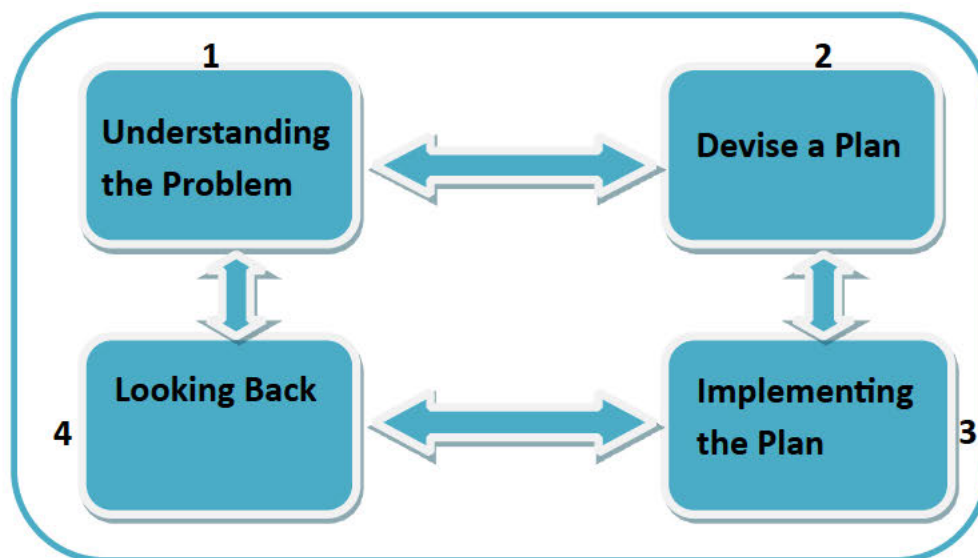 1
Understanding
the Problem
2
Devise a Plan
4
Looking Back
Implementing
the Plan
3